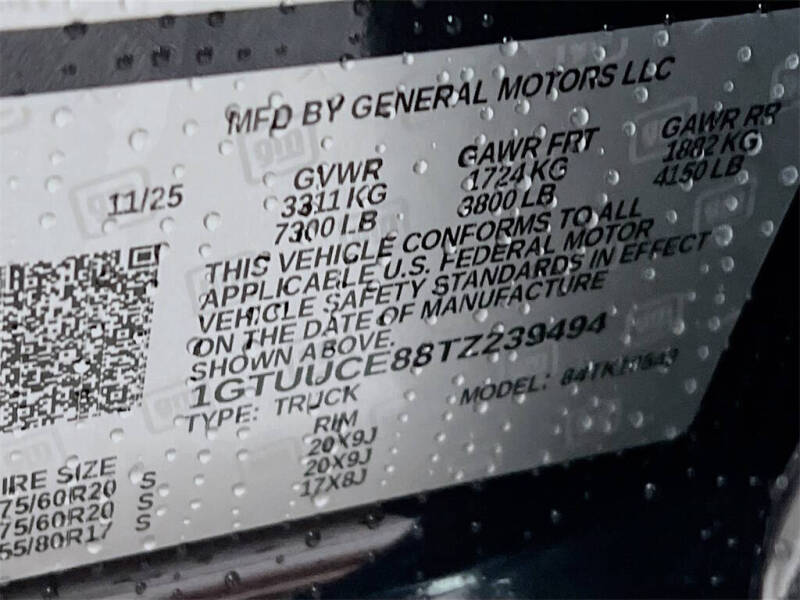 MFD BY GENERAL MOTORS LLC
11/25 GVWR GAWR FRT GAWR RR
3311 KG 1724 KG 1882 KG
7300 LB 3800 LB 4150 LB
THIS VEHICLE CONFORMS TO ALL
APPLICABLE U.S. FEDERAL MOTOR
VEHICLE SAFETY STANDARDS IN EFFECT
ON THE DATE OF MANUFACTURE
SHOWN ABOVE.
1GTUUCE88TZ239494
TYPE: TRUCK MODEL:
IRE SIZE RIM
75/60R20 S 20X9J
75/60R20 S 20X9J
55/80R17 S 17X8J